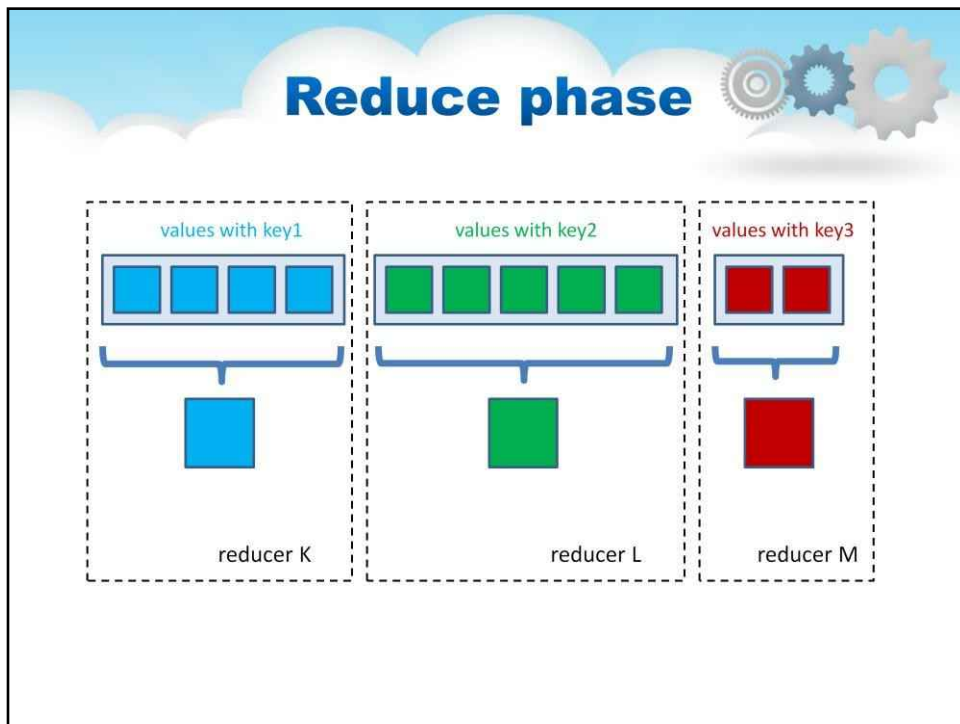 Reduce phase
values with key1
values with key2
values with key3
reducer K
reducer L
reducer M